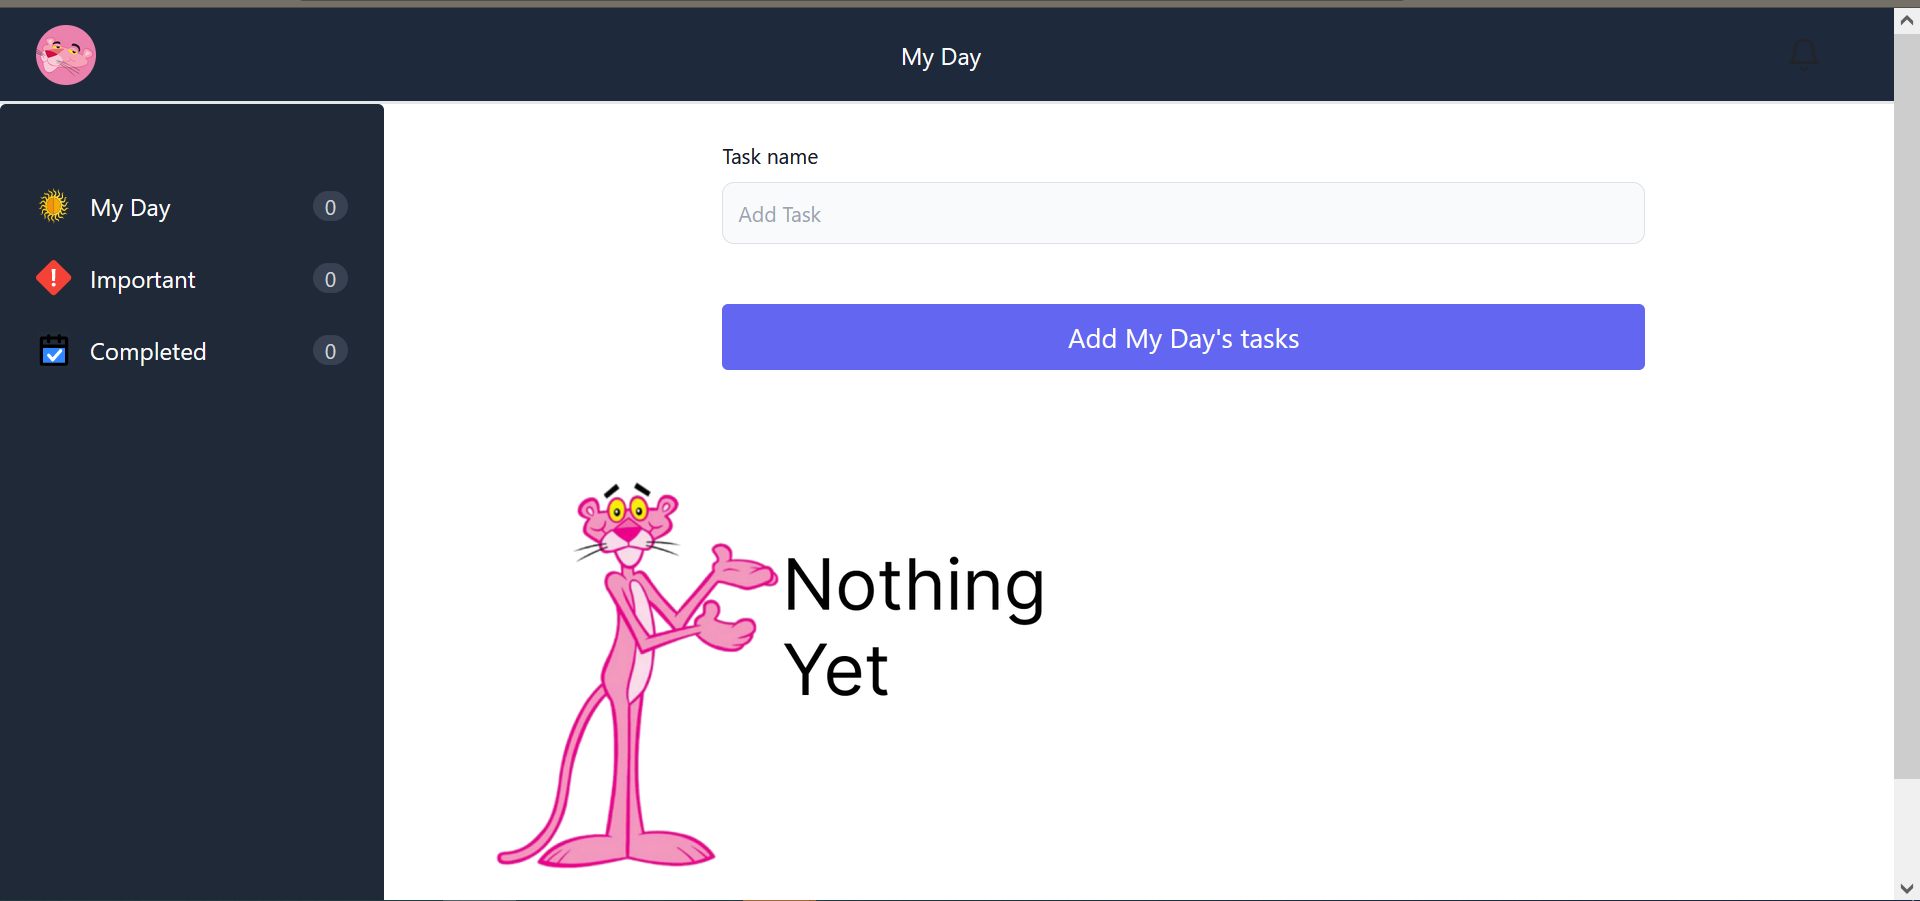 My Day
My Day 0
Important 0
Completed 0
Task name
Add Task
Add My Day's tasks
Nothing
Yet